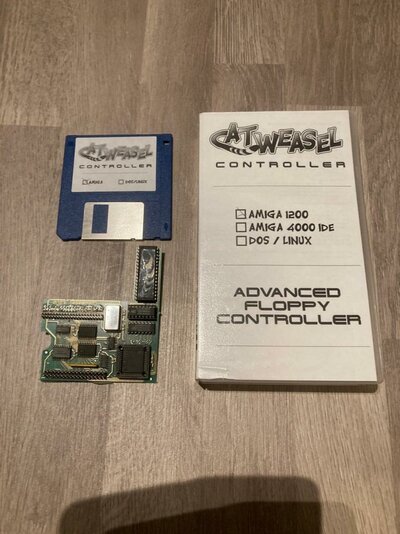 CATWEASEL
CONTROLLER
AMIGA
DOS/LINUX
CATWEASEL
CONTROLLER
AMIGA 1200
AMIGA 4000 IDE
DOS / LINUX
ADVANCED
FLOPPY
CONTROLLER